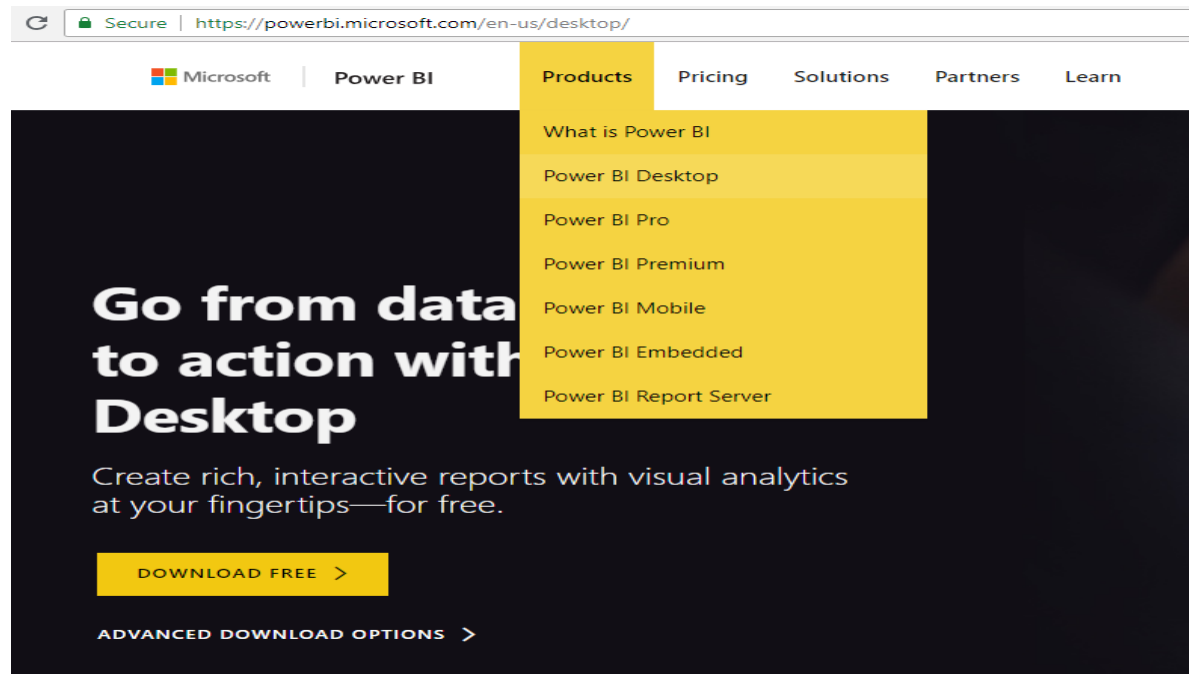 Secure | https://powerbi.microsoft.com/en-us/desktop/
Microsoft | Power BI Products Pricing Solutions Partners Learn
What is Power BI
Power BI Desktop
Power BI Pro
Power BI Premium
Power BI Mobile
Power BI Embedded
Power BI Report Server
Go from data
to action with
Desktop
Create rich, interactive reports with visual analytics
at your fingertips—for free.
DOWNLOAD FREE >
ADVANCED DOWNLOAD OPTIONS >